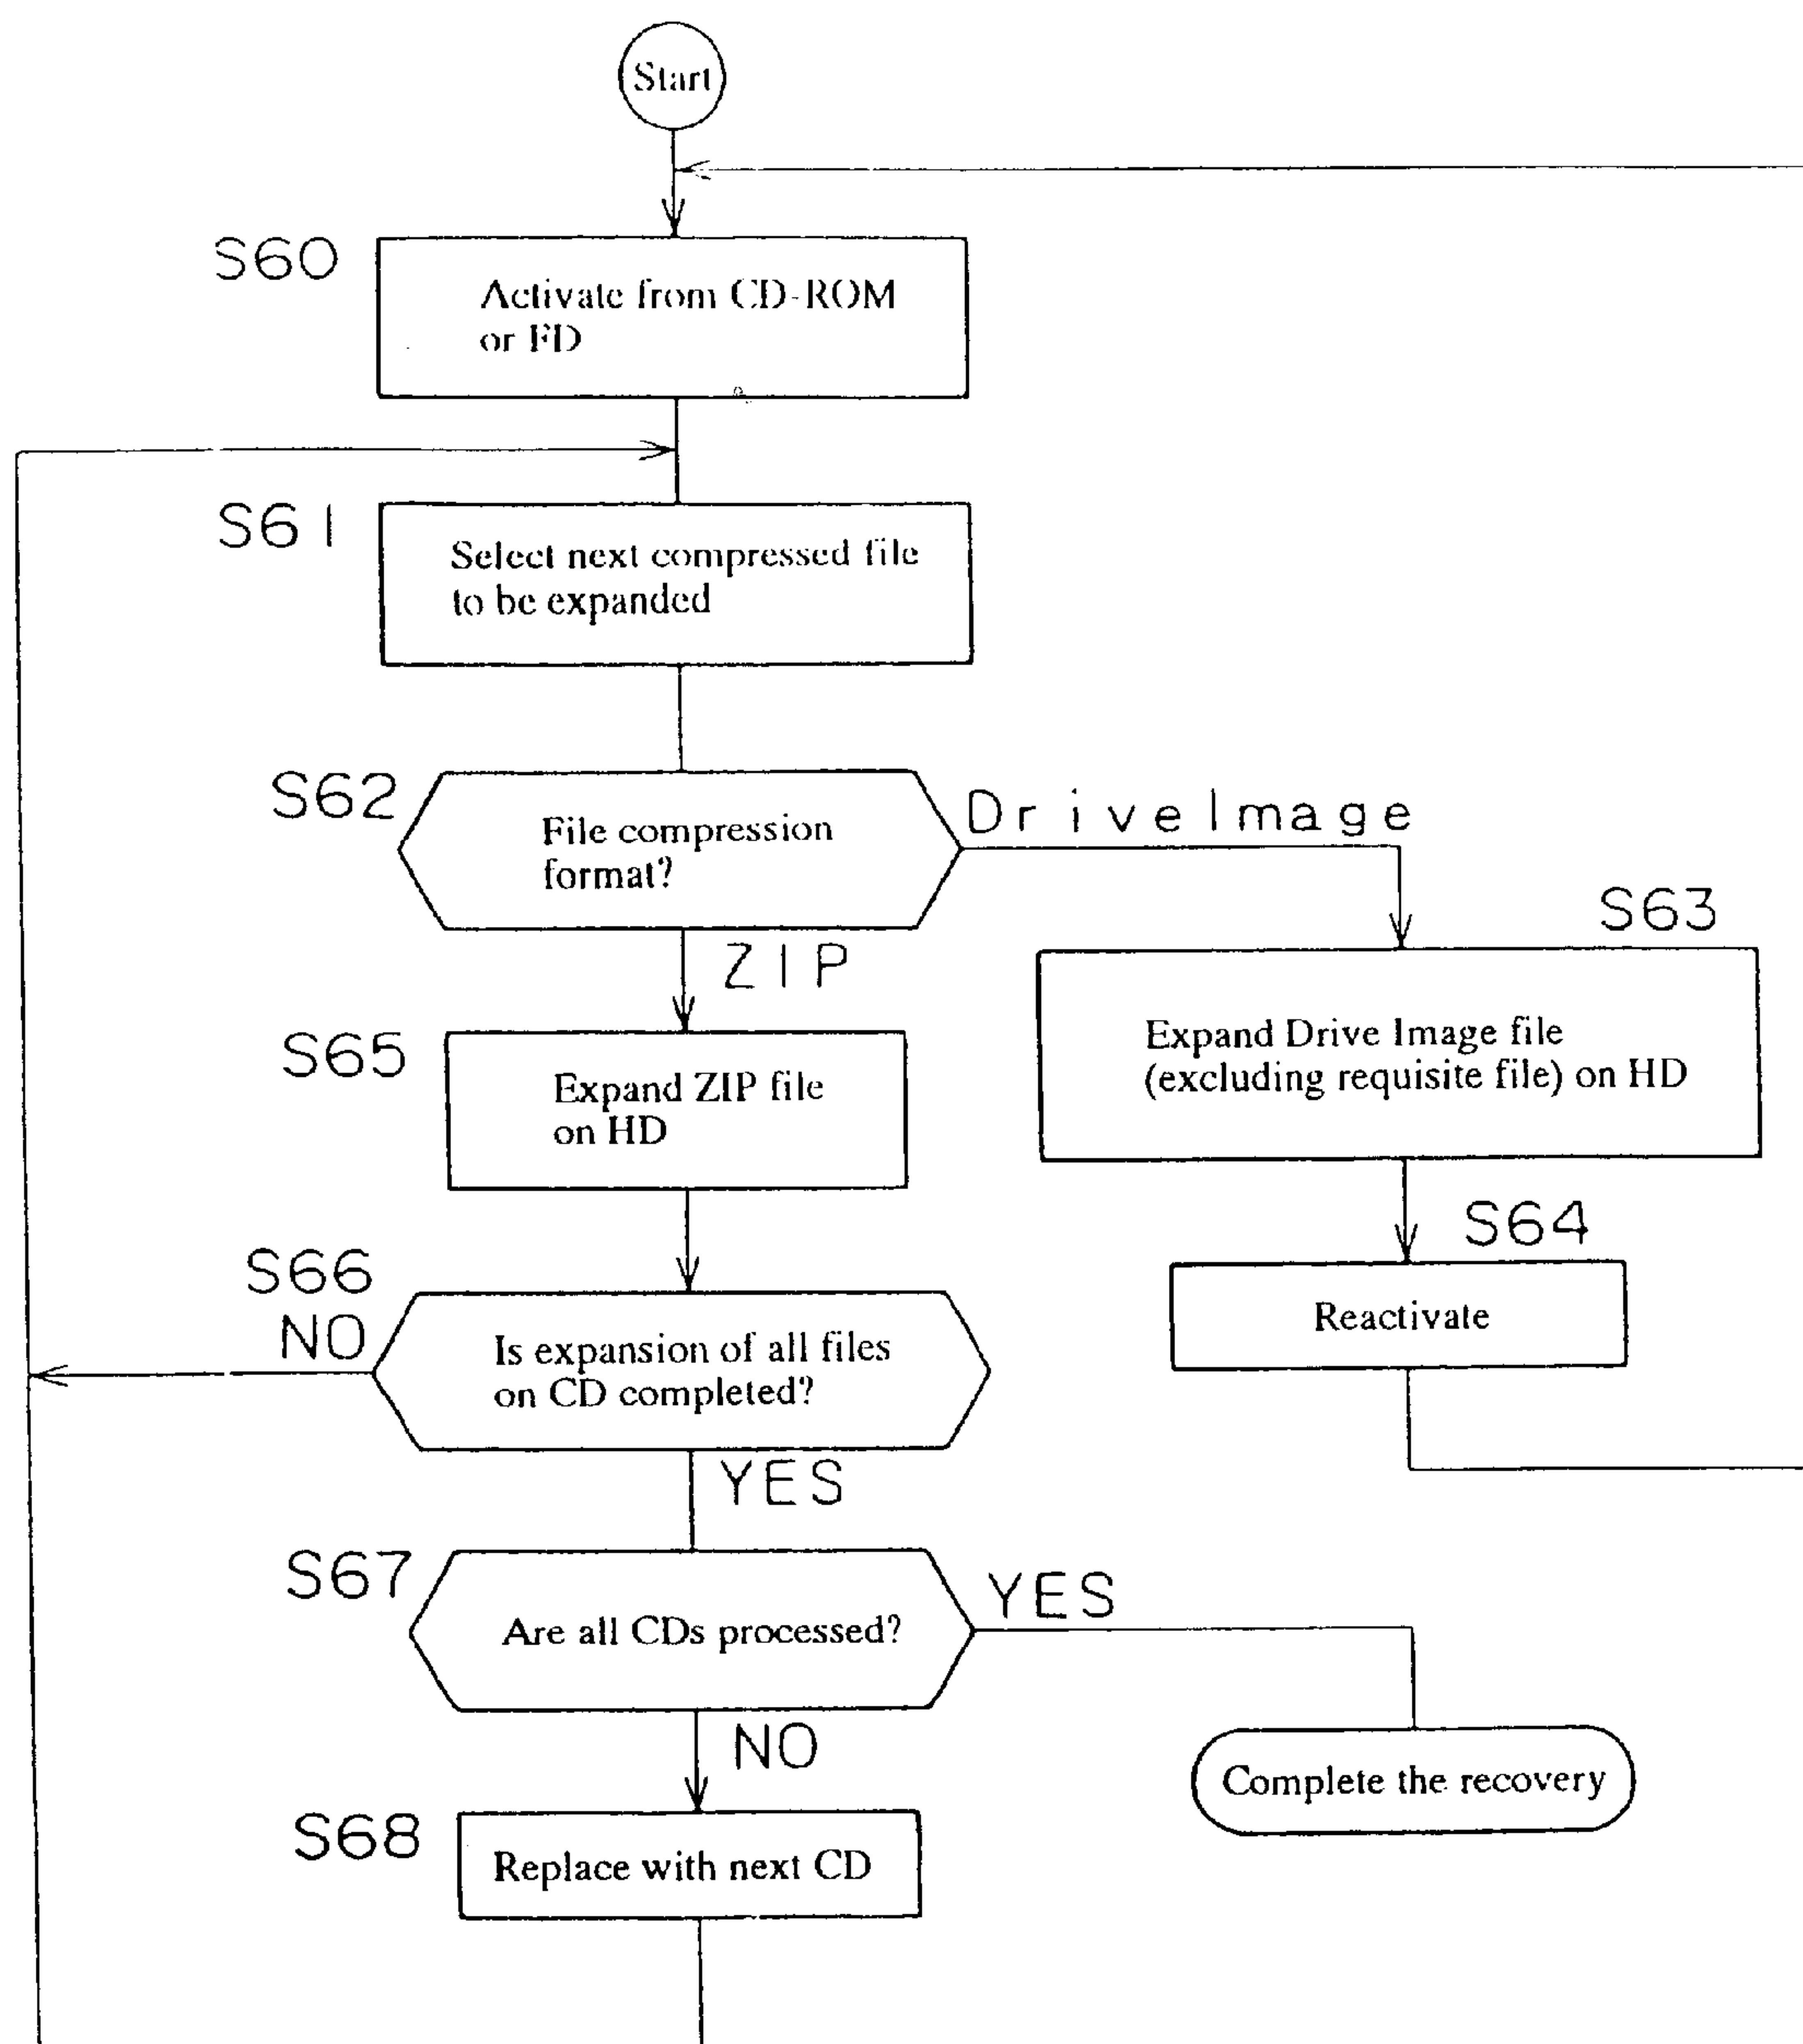 Start
S60
Activate from CD-ROM
or FD
S61
Select next compressed file
to be expanded
S62
File compression
format?
DriveImage
ZIP
S63
Expand Drive Image file
(excluding requisite file) on HD
S65
Expand ZIP file
on HD
S64
Reactivate
S66
NO
Is expansion of all files
on CD completed?
YES
S67
Are all CDs processed?
YES
NO
Complete the recovery
S68
Replace with next CD